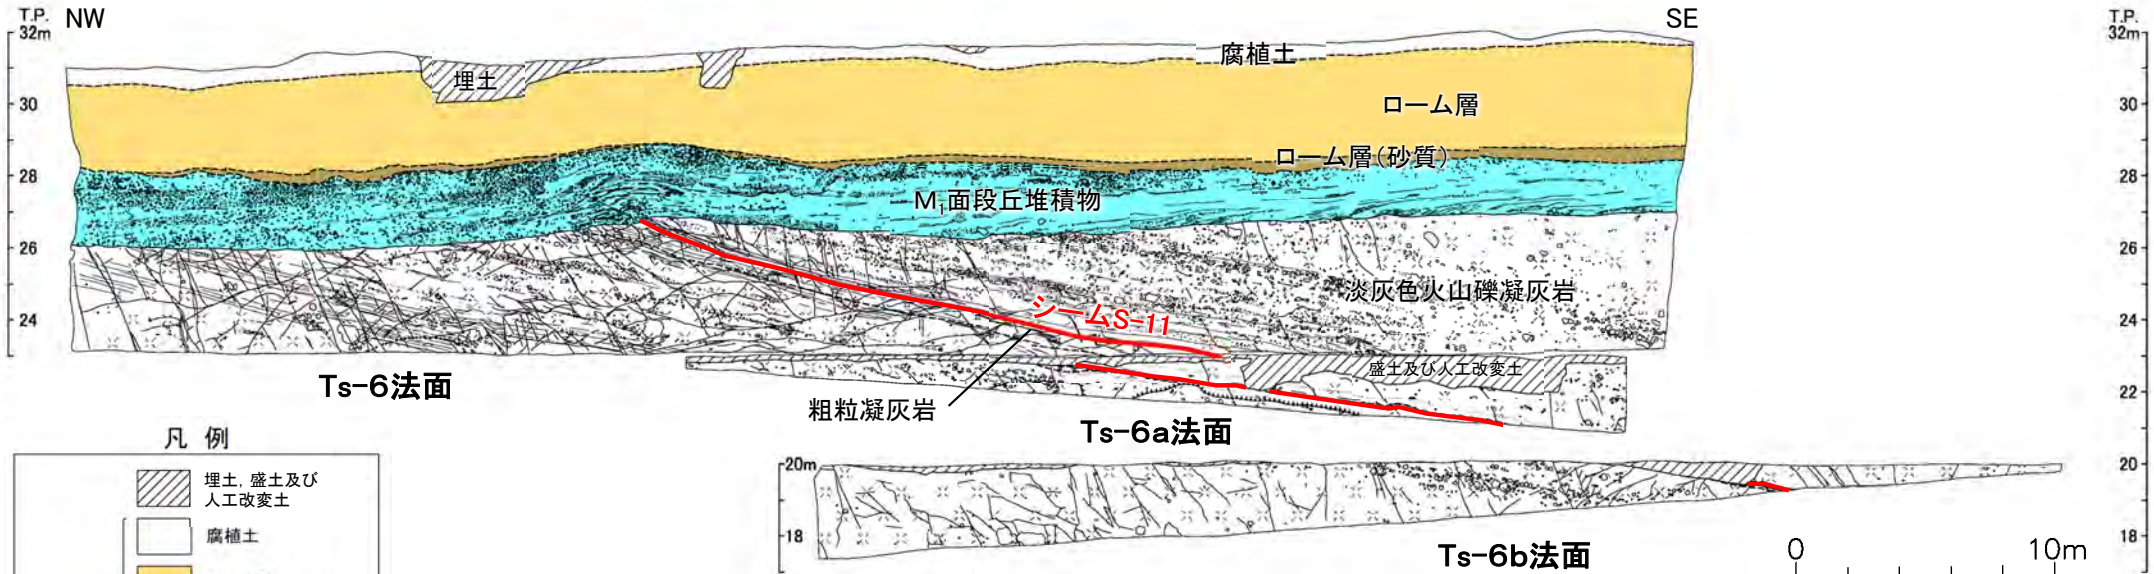 T.P.
NW
SE
T.P.
32m
32m
腐植土
埋土
30
ローム層
30
ローム層(砂質)
28
28
M1面段丘堆積物
26
26
淡灰色火山礫凝灰岩
シームS-11
24
24
盛土及び人工改変土
Ts-6法面
22
粗粒凝灰岩
Ts-6a法面
凡 例
20m
20
埋土, 盛土及び
人工改変土
腐植土
18
18
Ts-6b法面
0
10m